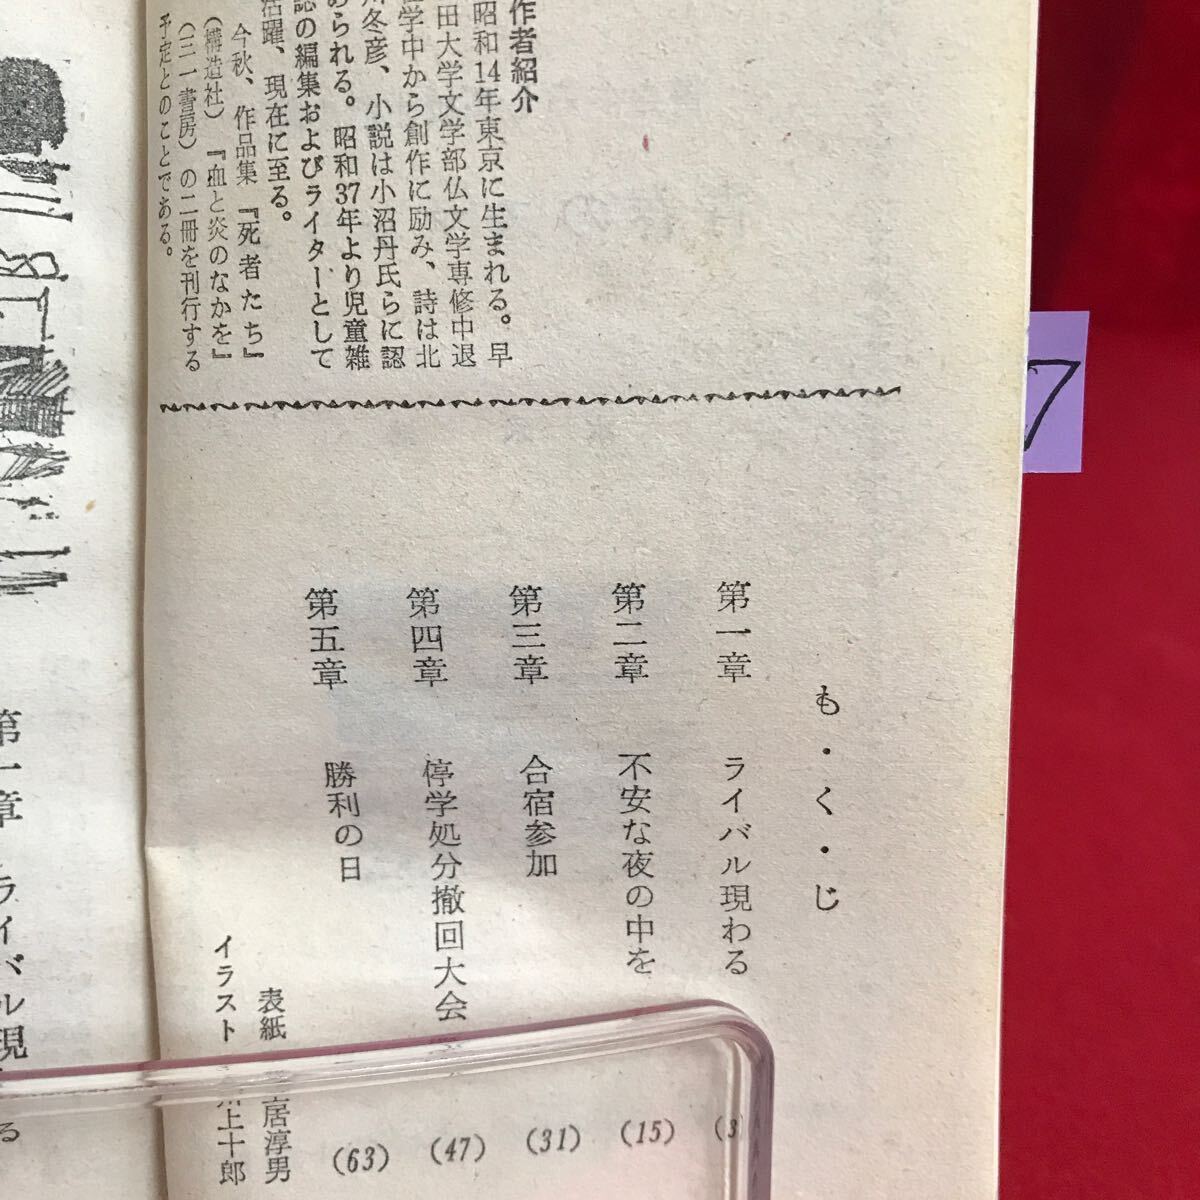 作者紹介
昭和14年東京に生まれる。早
田大学文学部仏文学専修中退
学中から創作に励み、詩は北
川冬彦、小説は小沼丹氏らに認
められる。昭和37年より児童雑
誌の編集およびライターとして
活躍、現在に至る。
今秋、作品集『死者たち』
（構造社）『血と炎のなかを』
（三一書房）の二冊を刊行する
予定とのことである。
も・く・じ
第一章 ライバル現わる (3
第二章 不安な夜の中を (15)
第三章 合宿参加 (31)
第四章 停学処分撤回大会 (47)
第五章 勝利の日 (63)
表紙 居淳男
イラスト 川上十郎
第一章 ライバル現 る
7